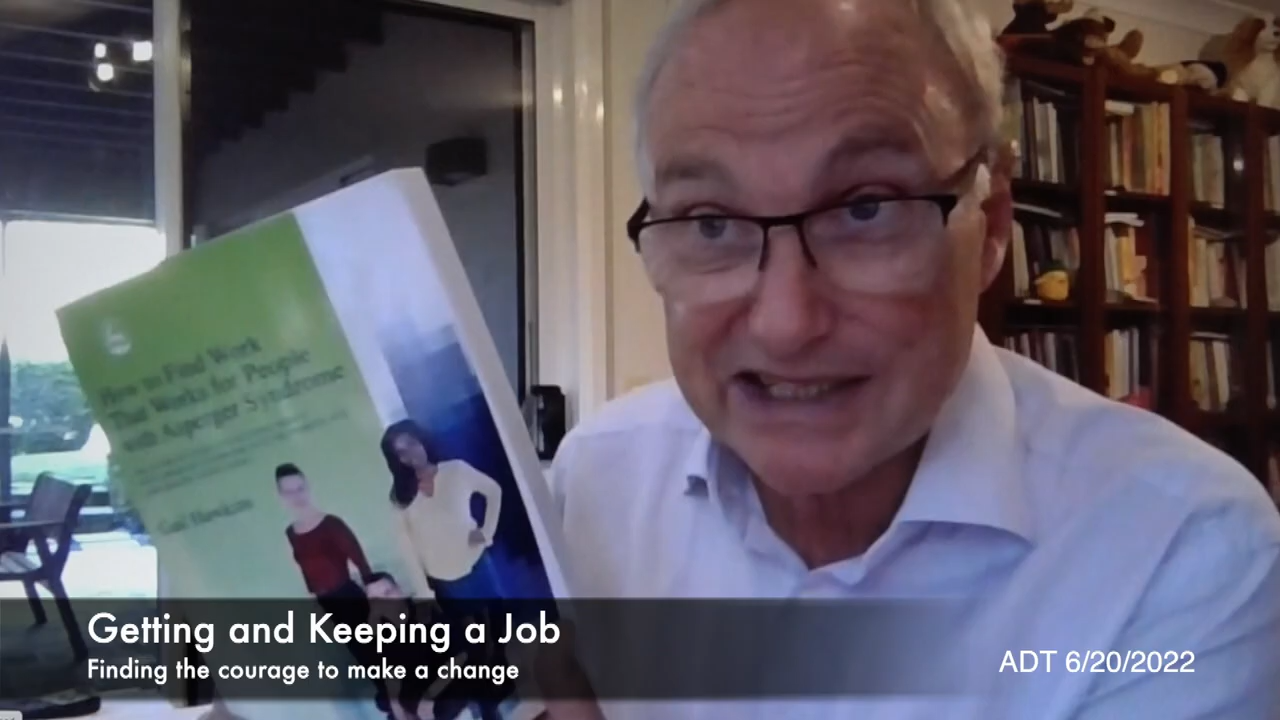 How to Find Work
That Works for People
with Asperger Syndrome
Gail Hawkins
Getting and Keeping a Job
Finding the courage to make a change
ADT 6/20/2022